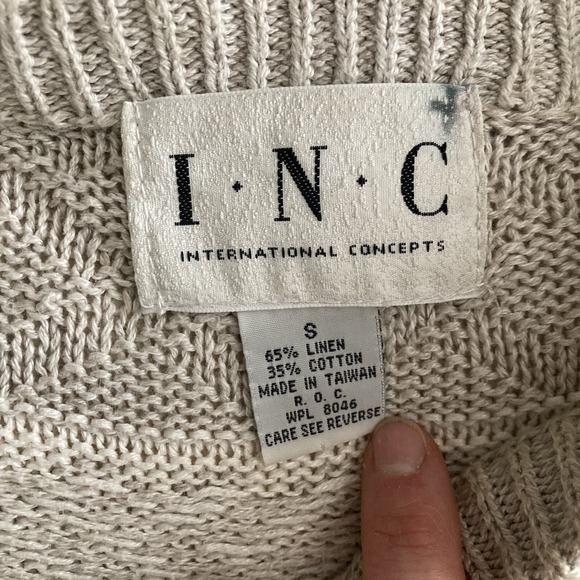 I·N·C
INTERNATIONAL CONCEPTS
S
65% LINEN
35% COTTON
MADE IN TAIWAN
R. O. C.
WPL 8046
CARE SEE REVERSE